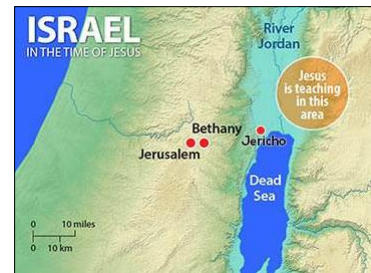 ISRAEL
IN THE TIME OF JESUS
River
Jordan
Jesus
is teaching
in this
area
Bethany
Jericho
Jerusalem
Dead
Sea
0 10 miles
0 10 km